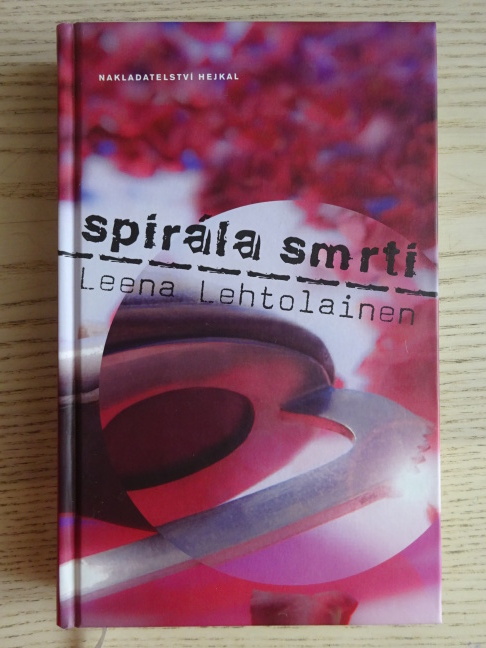 NAKLADATELSTVÍ HEJKAL
spirála smrti
Leena Lehtolainen